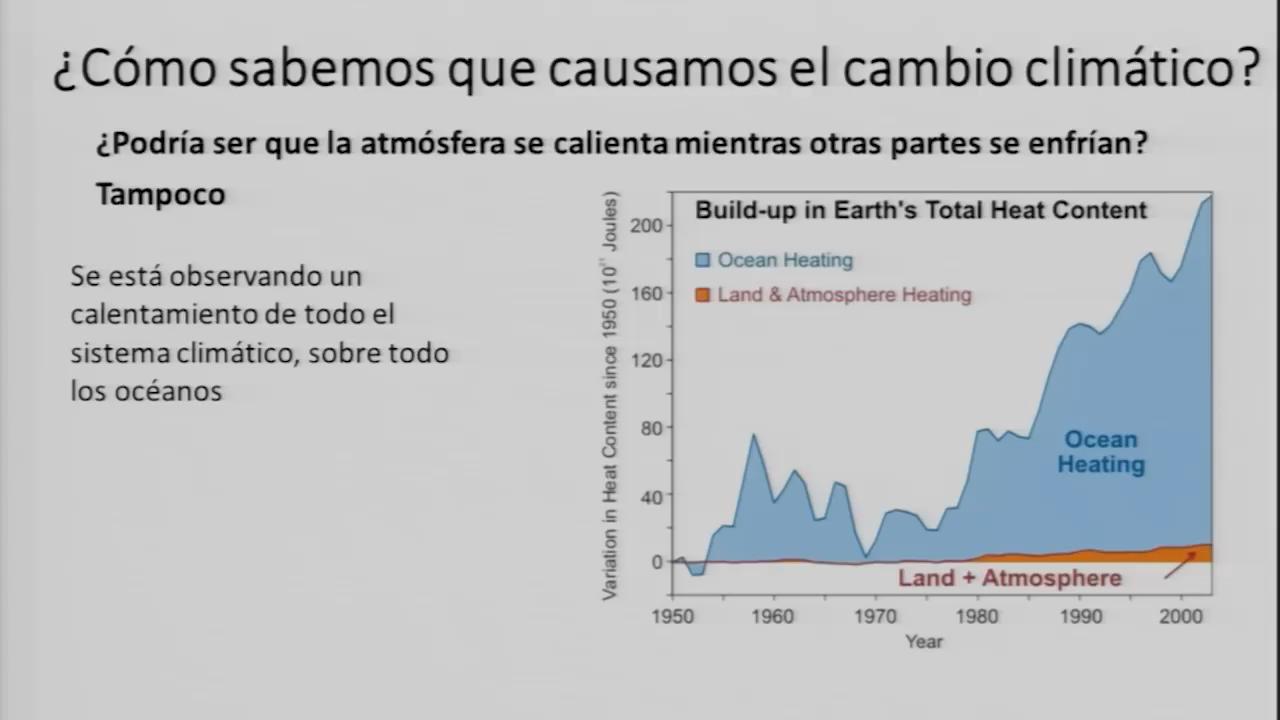 ¿Cómo sabemos que causamos el cambio climático?
¿Podría ser que la atmósfera se calienta mientras otras partes se enfrían?
Tampoco
Se está observando un
calentamiento de todo el
sistema climático, sobre todo
los océanos
Build-up in Earth's Total Heat Content
Ocean Heating
Land & Atmosphere Heating
Variation in Heat Content since 1950 (10 Joules)
200
160
120
80
40
0
Ocean
Heating
Land + Atmosphere
1950 1960 1970 1980 1990 2000
Year